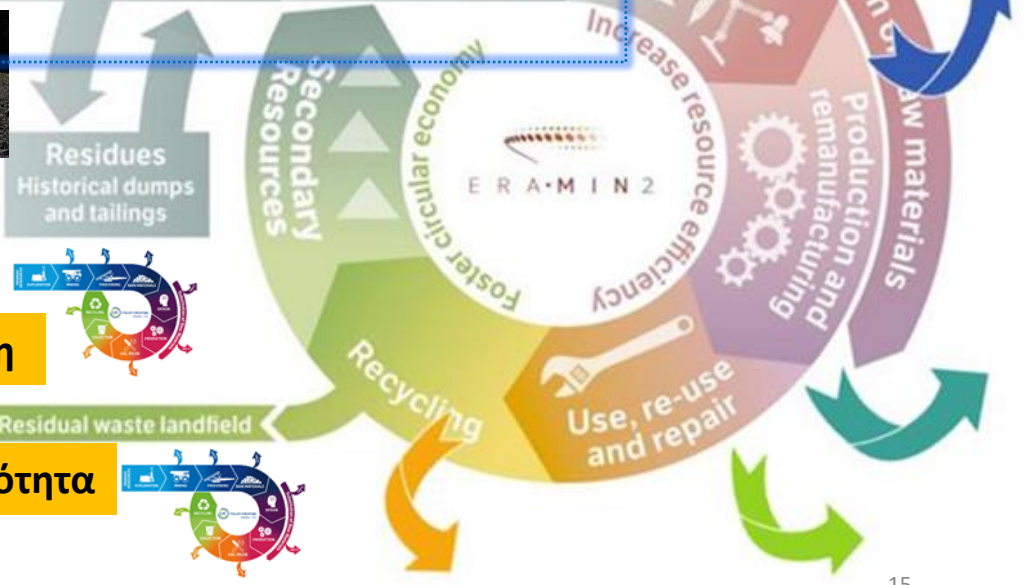 Increase resource efficiency
Foster circular economy
ERA·MIN2
Secondary
Resources
Residues
Historical dumps
and tailings
Production and
remanufacturing
aw materials
Recycling
Use, re-use
and repair
Residual waste landfield
η
ότητα
15